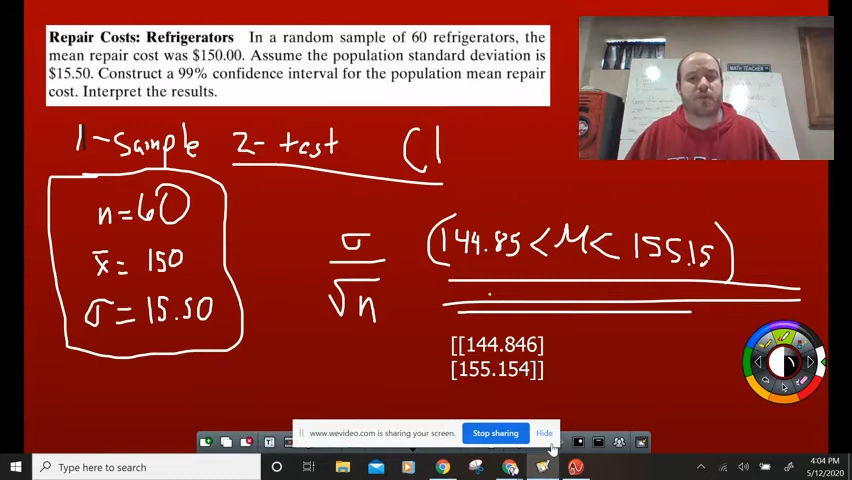 Repair Costs: Refrigerators In a random sample of 60 refrigerators, the
mean repair cost was $150.00. Assume the population standard deviation is
$15.50. Construct a 99% confidence interval for the population mean repair
cost. Interpret the results.
MATH TEACHER
1-Sample z-test CI
n=60
x̄= 150
σ=15.50
σ
√n
(144.85<M<155.15)
[[144.846]
[155.154]]
www.wevideo.com is sharing your screen.
Stop sharing
Hide
Type here to search
4:04 PM
5/12/2020